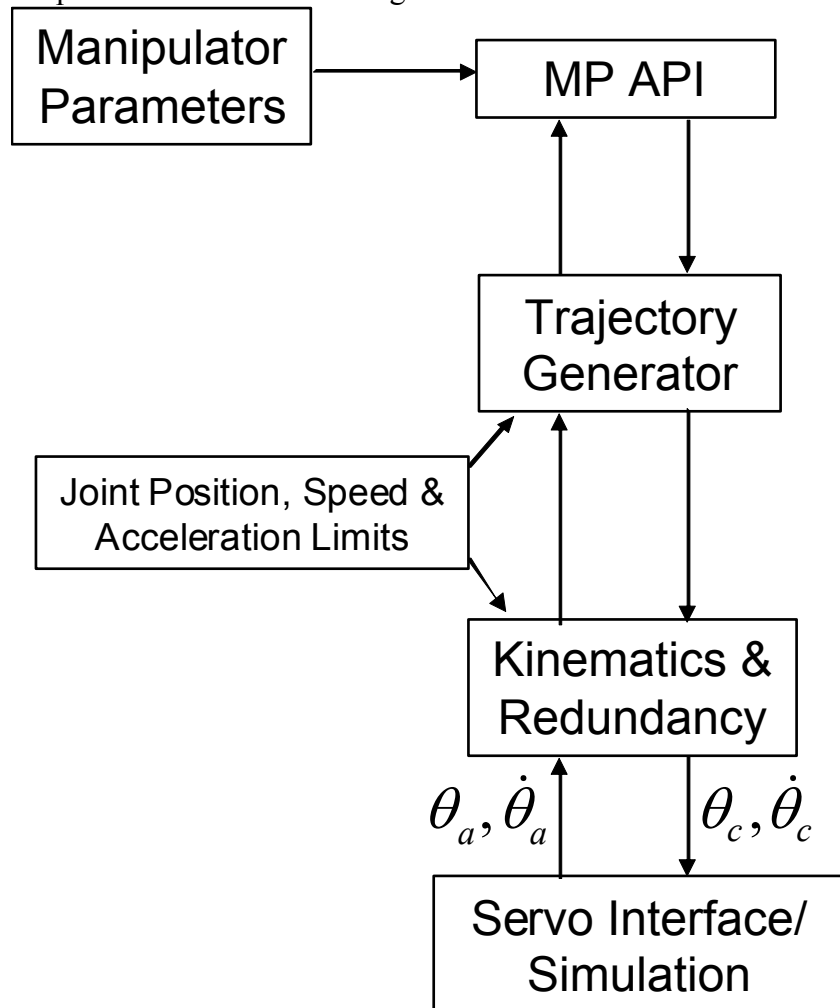 Manipulator
Parameters
MP API
Trajectory
Generator
Joint Position, Speed &
Acceleration Limits
Kinematics &
Redundancy
θ_a, θ̇_a
θ_c, θ̇_c
Servo Interface/
Simulation